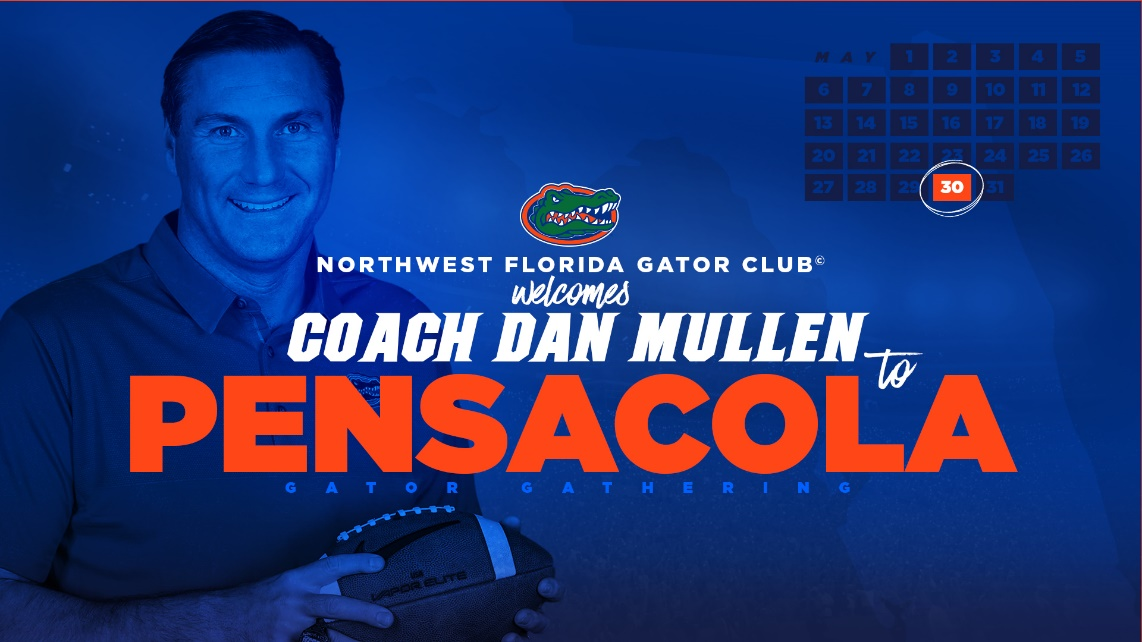 MAY 1 2 3 4 5
6 7 8 9 10 11 12
13 14 15 16 17 18 19
20 21 22 23 24 25 26
27 28 29 30 31
NORTHWEST FLORIDA GATOR CLUB©
welcomes
COACH DAN MULLEN
to
PENSACOLA
GATOR GATHERING
VAPOR ELITE